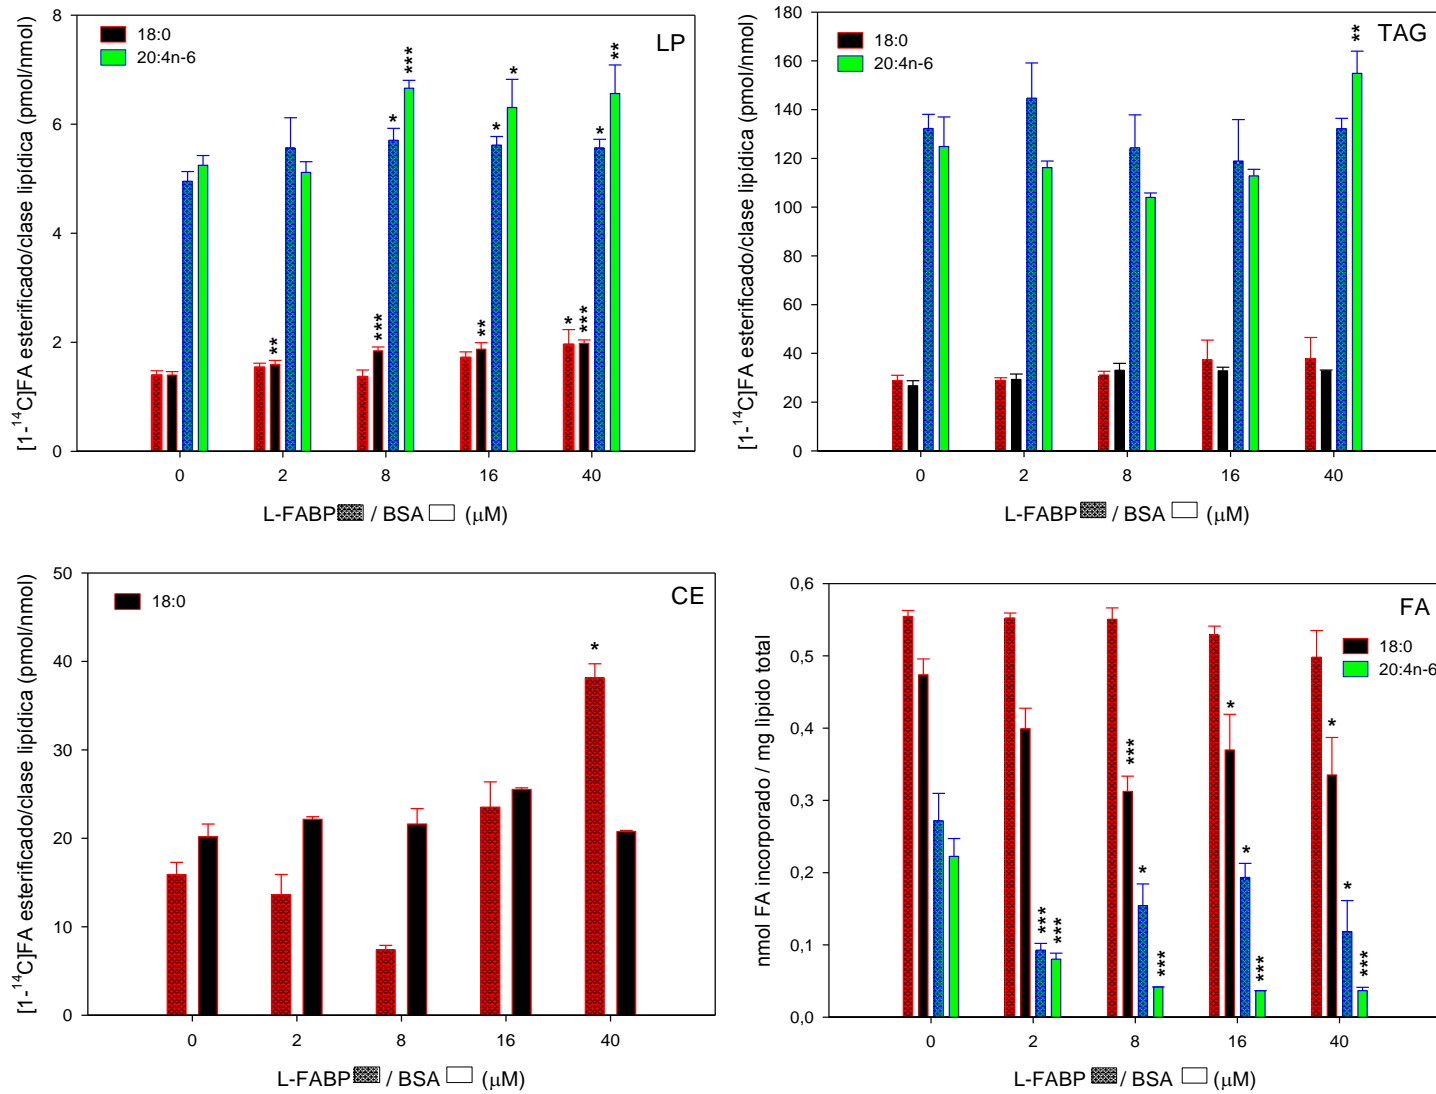 LP
18:0
20:4n-6
[1-¹⁴C]FA esterificado/clase lipídica (pmol/nmol)
8
6
4
2
0
** *** *** * *** ** * * * *** * **
0 2 8 16 40
L-FABP / BSA (μM)
TAG
18:0
20:4n-6
[1-¹⁴C]FA esterificado/clase lipídica (pmol/nmol)
180
160
140
120
100
80
60
40
20
0
**
0 2 8 16 40
L-FABP / BSA (μM)
CE
18:0
[1-¹⁴C]FA esterificado/clase lipídica (pmol/nmol)
50
40
30
20
10
0
*
0 2 8 16 40
L-FABP / BSA (μM)
FA
18:0
20:4n-6
nmol FA incorporado / mg lipido total
0,6
0,5
0,4
0,3
0,2
0,1
0,0
*** *** *** * *** * * *** * * ***
0 2 8 16 40
L-FABP / BSA (μM)